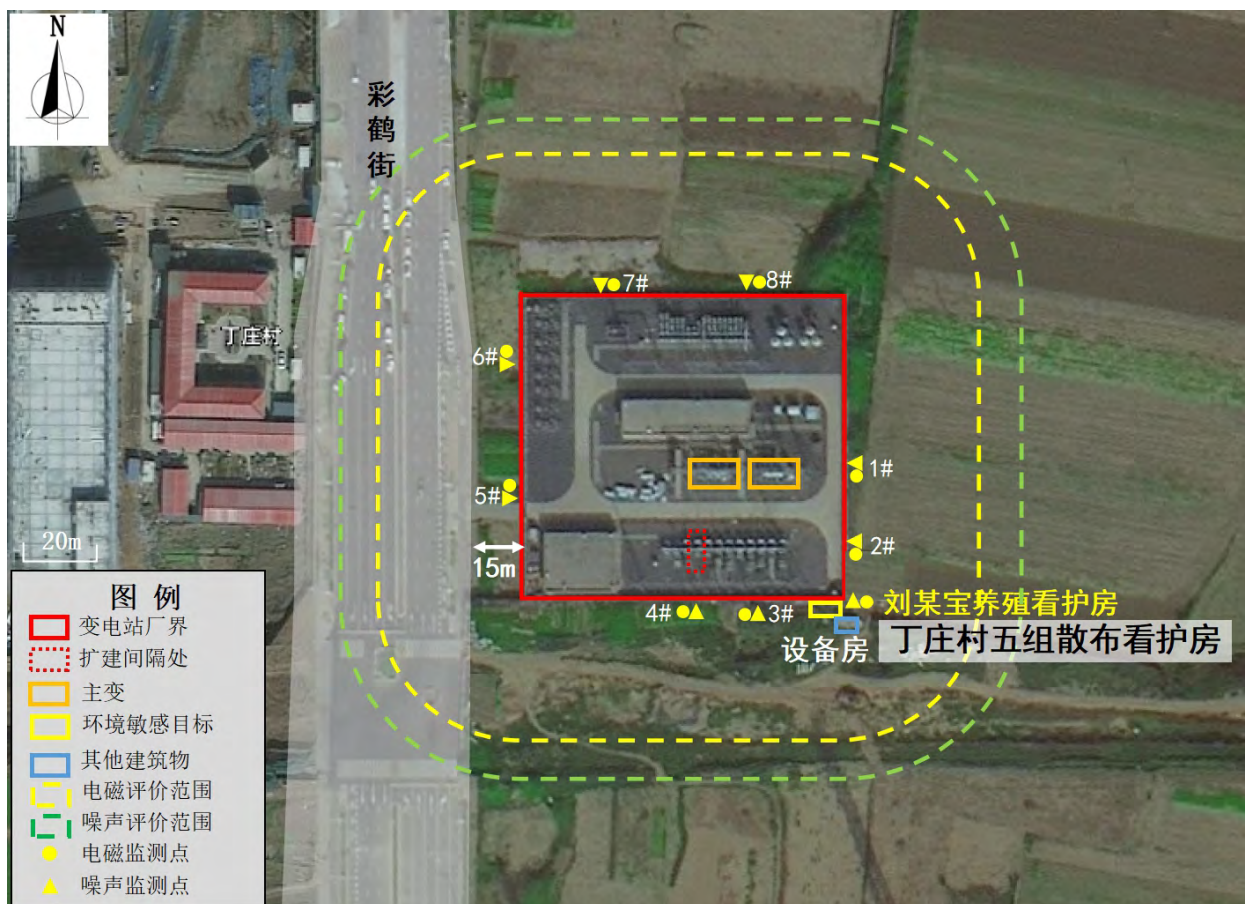 N
彩鹤街
丁庄村
7#
8#
6#
1#
5#
2#
20m
15m
4#
3#
刘某宝养殖看护房
设备房
丁庄村五组散布看护房
图 例
变电站厂界
扩建间隔处
主变
环境敏感目标
其他建筑物
电磁评价范围
噪声评价范围
电磁监测点
噪声监测点